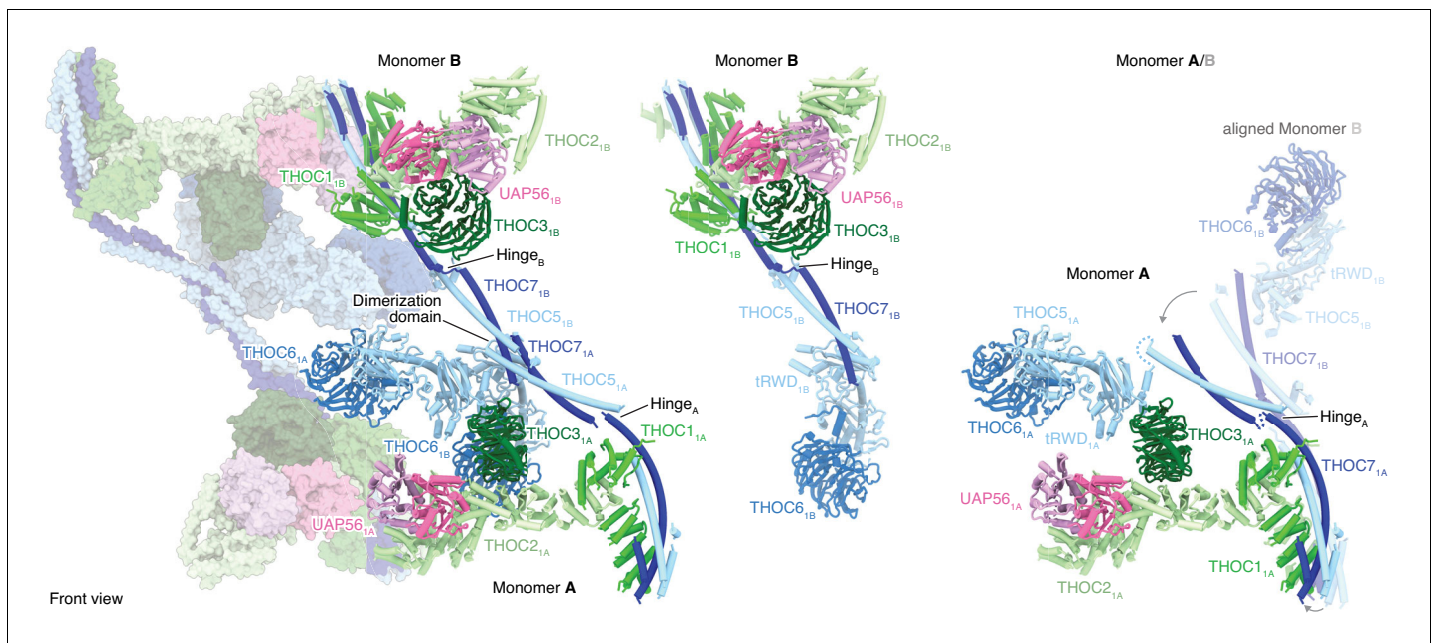 Monomer B
THOC2₁B
THOC1₁B
UAP56₁B
THOC3₁B
Hinge_B
THOC7₁B
Dimerization
domain
THOC5₁B
THOC5₁A
THOC7₁A
THOC6₁A
THOC5₁A
Hinge_A
THOC3₁A
THOC1₁A
THOC6₁B
UAP56₁A
THOC2₁A
Monomer A
Front view
Monomer B
THOC2₁B
UAP56₁B
THOC3₁B
THOC1₁B
Hinge_B
THOC7₁B
THOC5₁B
tRWD₁B
THOC6₁B
Monomer A/B
aligned Monomer B
THOC6₁B
Monomer A
tRWD₁B
THOC5₁A
THOC5₁B
THOC7₁B
Hinge_A
THOC6₁A
tRWD₁A
THOC3₁A
THOC7₁A
UAP56₁A
THOC1₁A
THOC2₁A